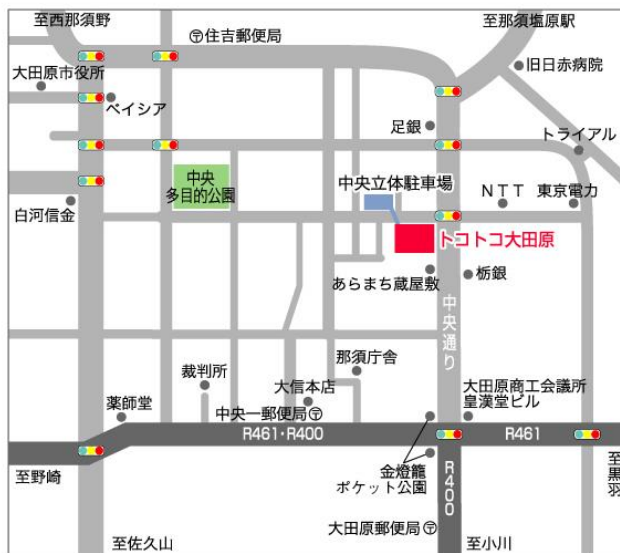 至西那須野
〒住吉郵便局
至那須塩原駅
大田原市役所
旧日赤病院
ベイシア
足銀
トライアル
中央
多目的公園
中央立体駐車場
NTT
東京電力
白河信金
トコトコ大田原
あらまち蔵屋敷
栃銀
中央通り
那須庁舎
裁判所
大信本店
大田原商工会議所
皇漢堂ビル
薬師堂
中央一郵便局〒
R461・R400
R461
至野崎
金燈籠
ポケット公園
R400
至黒羽
大田原郵便局〒
至佐久山
至小川